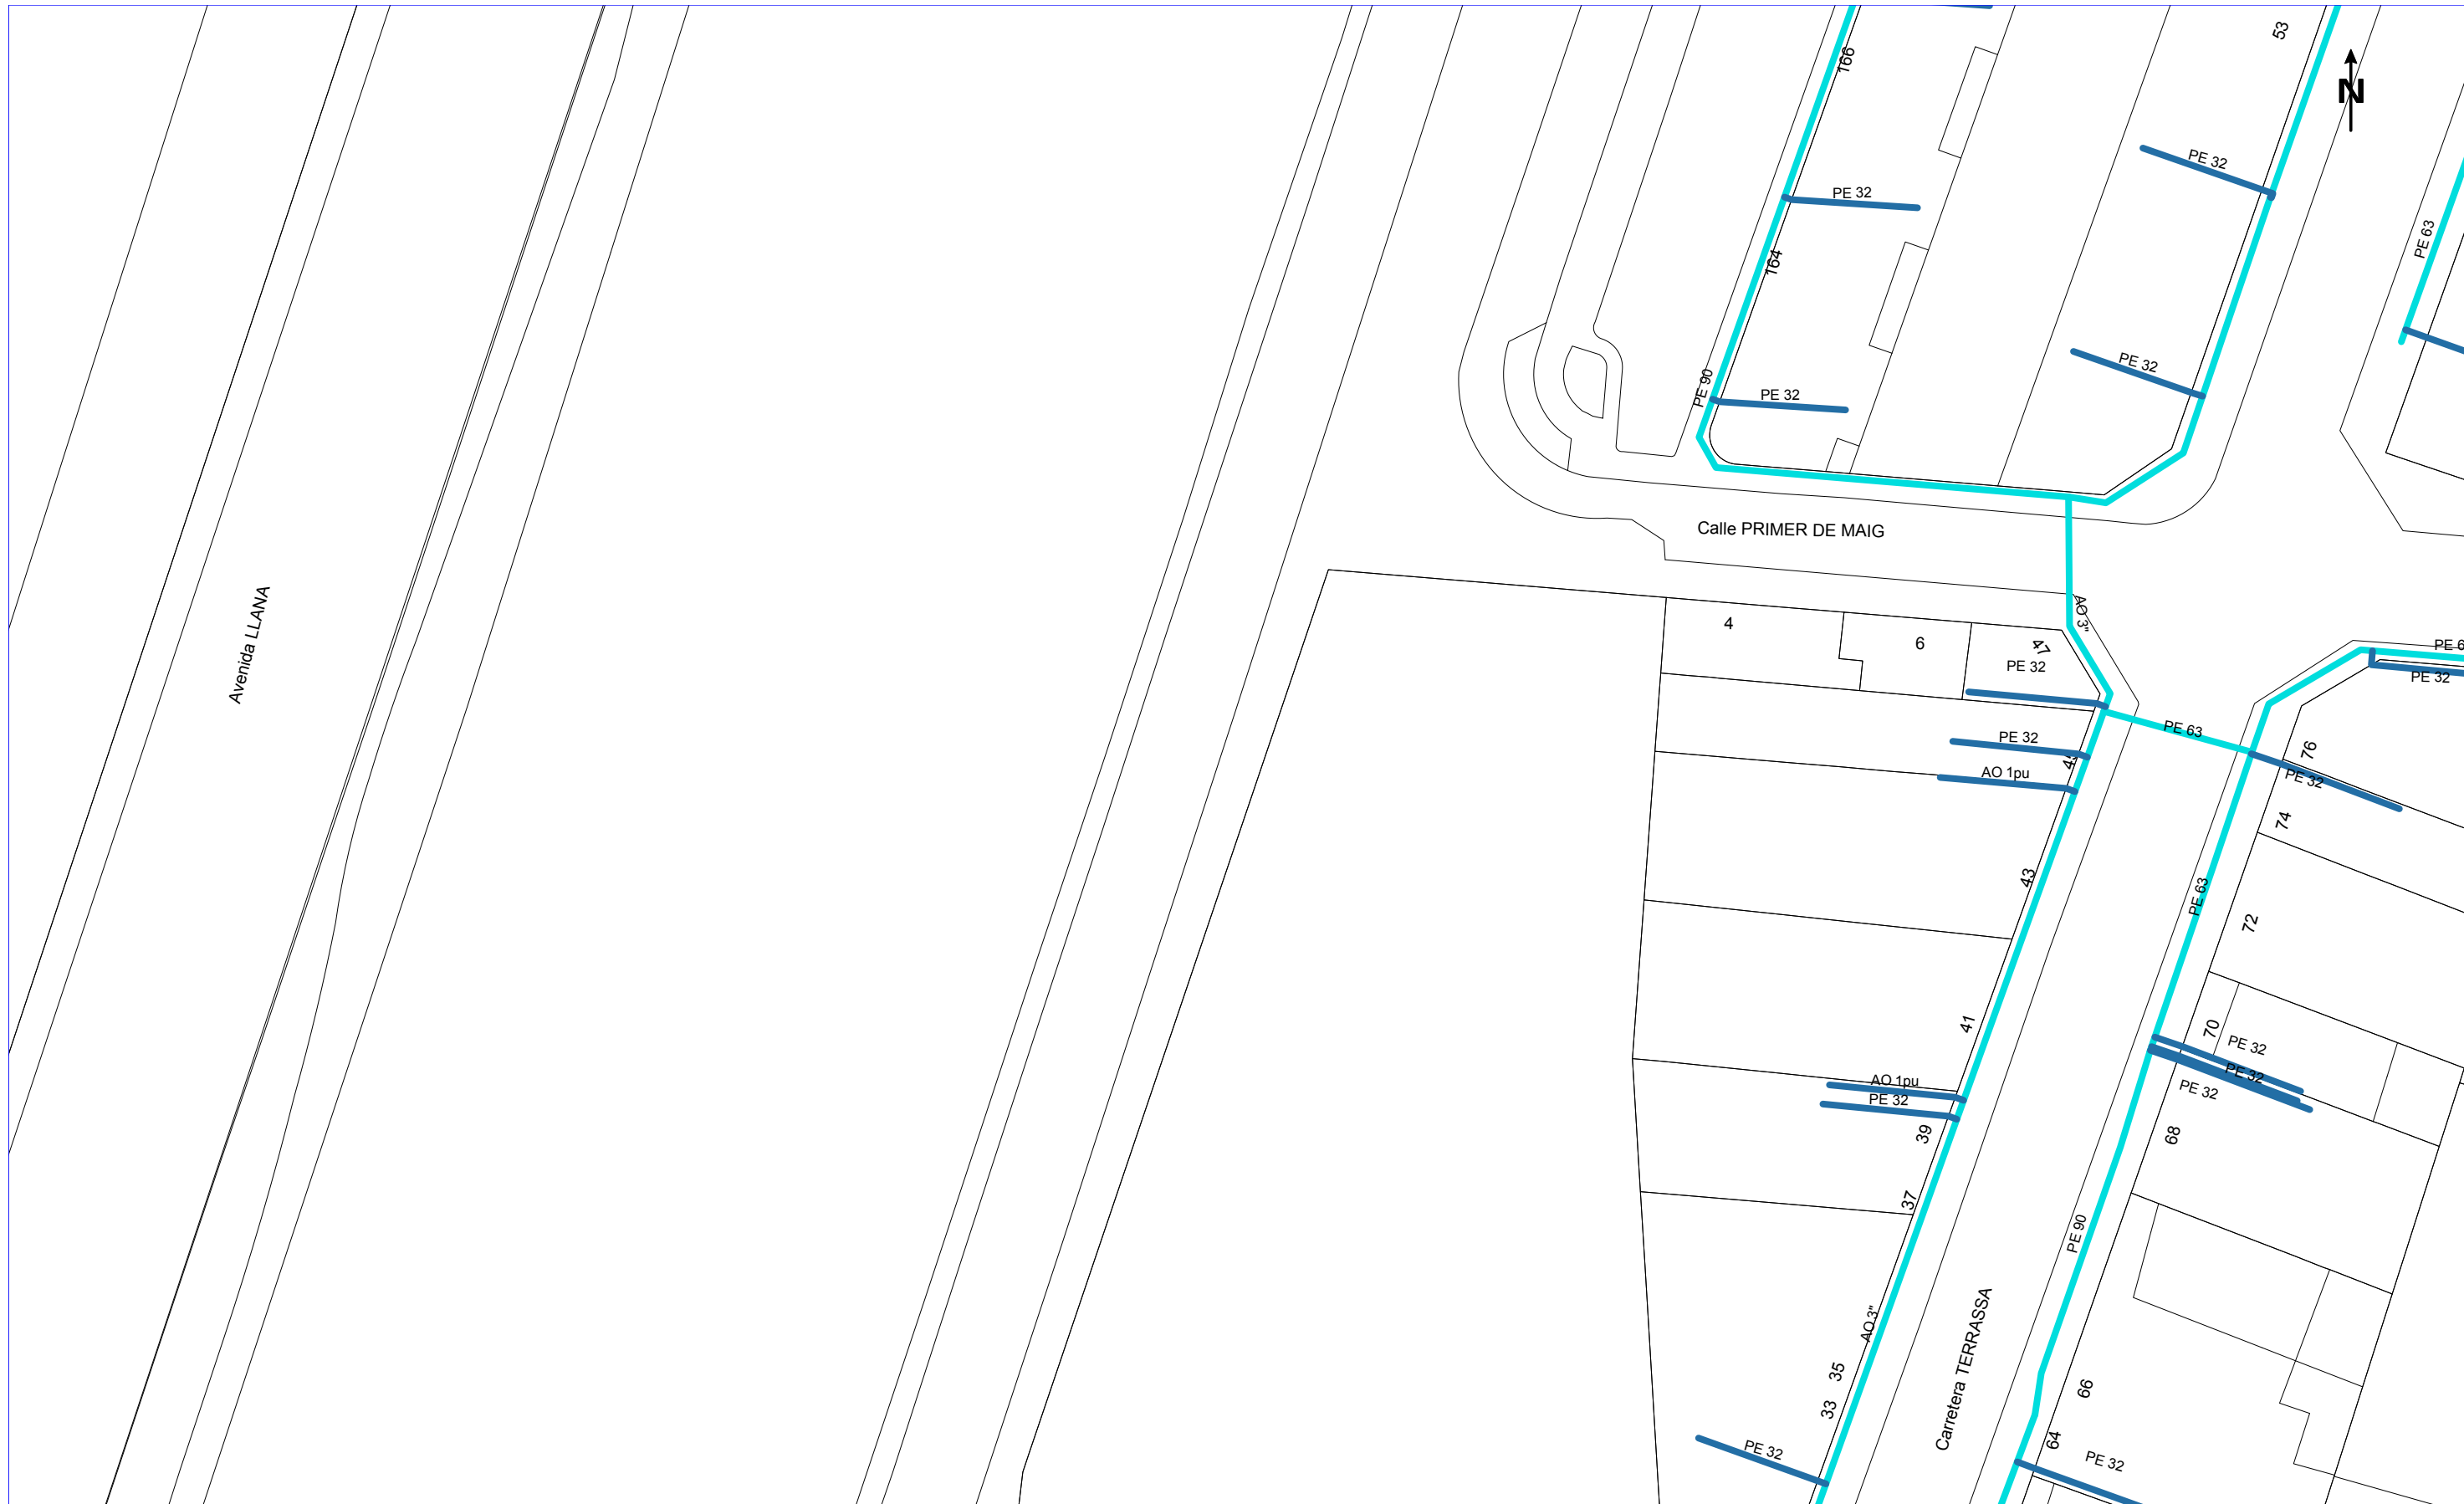 53
166
N
PE 32
PE 32
PE 63
164
PE 32
PE 90
PE 32
Calle PRIMER DE MAIG
AO 3"
Avenida LLANA
4
6
47
PE 32
PE 32
PE 63
PE 32
76
PE 32
AO 1pu
74
43
PE 63
72
41
70
PE 32
PE 32
PE 32
AO 1pu
PE 32
39
68
37
PE 90
AO 3"
Carretera TERRASSA
35
66
33
64
PE 32
PE 32